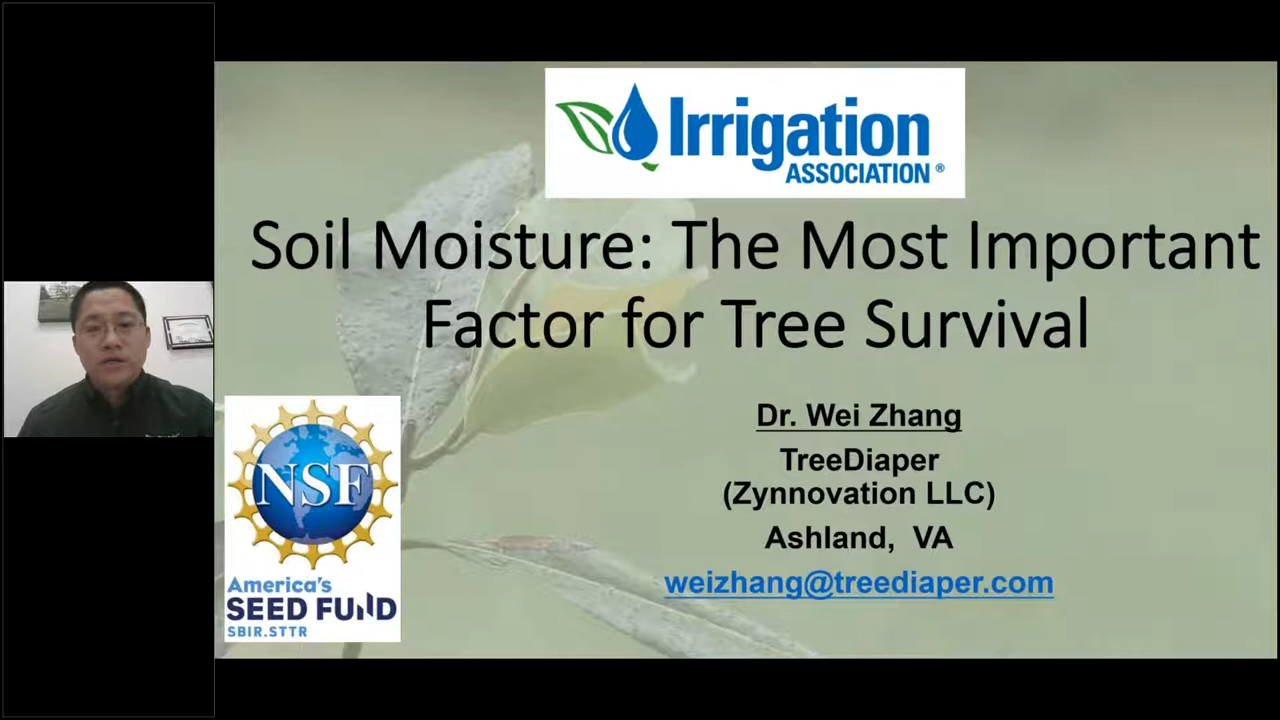 Irrigation
ASSOCIATION®
Soil Moisture: The Most Important
Factor for Tree Survival
Dr. Wei Zhang
TreeDiaper
(Zynnovation LLC)
Ashland, VA
weizhang@treediaper.com
NSF
America's
SEED FUND
SBIR.STTR